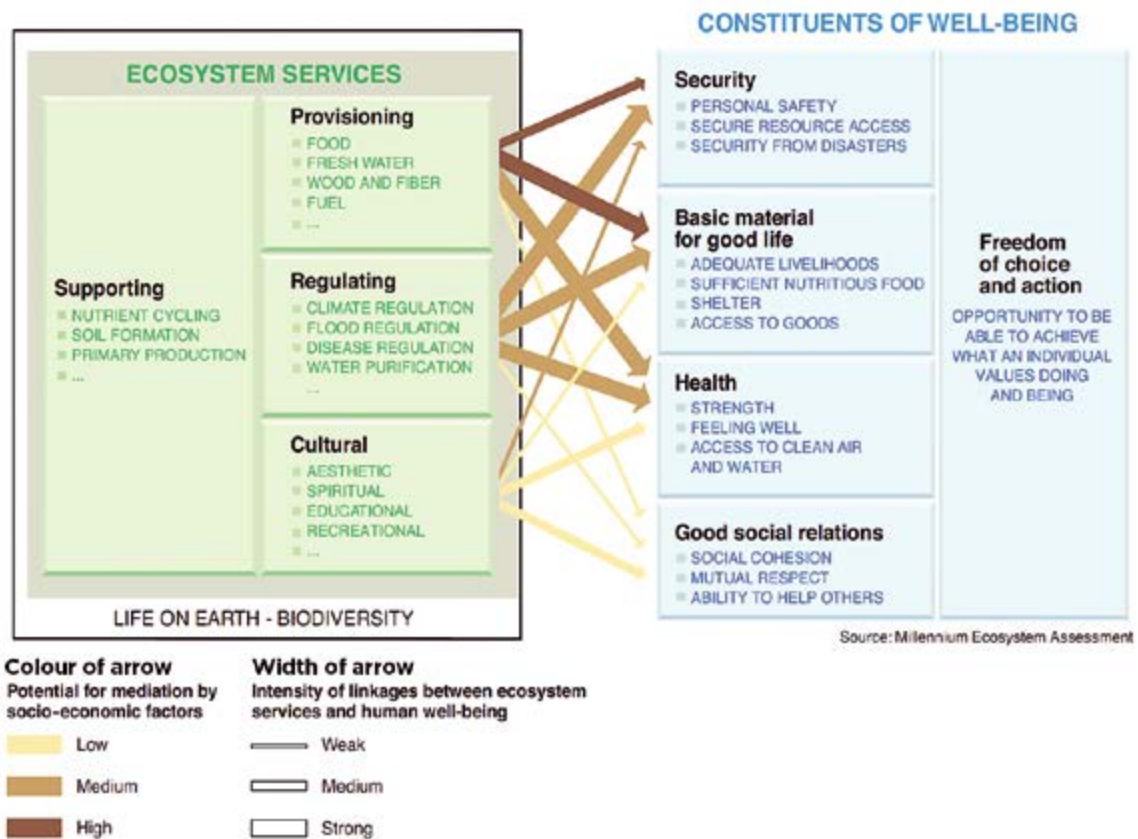 CONSTITUENTS OF WELL-BEING
ECOSYSTEM SERVICES
Supporting
NUTRIENT CYCLING
SOIL FORMATION
PRIMARY PRODUCTION
...
Provisioning
FOOD
FRESH WATER
WOOD AND FIBER
FUEL
...
Regulating
CLIMATE REGULATION
FLOOD REGULATION
DISEASE REGULATION
WATER PURIFICATION
...
Cultural
AESTHETIC
SPIRITUAL
EDUCATIONAL
RECREATIONAL
...
LIFE ON EARTH - BIODIVERSITY
Security
PERSONAL SAFETY
SECURE RESOURCE ACCESS
SECURITY FROM DISASTERS
Basic material
for good life
ADEQUATE LIVELIHOODS
SUFFICIENT NUTRITIOUS FOOD
SHELTER
ACCESS TO GOODS
Health
STRENGTH
FEELING WELL
ACCESS TO CLEAN AIR
AND WATER
Good social relations
SOCIAL COHESION
MUTUAL RESPECT
ABILITY TO HELP OTHERS
Freedom
of choice
and action
OPPORTUNITY TO BE
ABLE TO ACHIEVE
WHAT AN INDIVIDUAL
VALUES DOING
AND BEING
Source: Millennium Ecosystem Assessment
Colour of arrow
Potential for mediation by
socio-economic factors
Low
Medium
High
Width of arrow
Intensity of linkages between ecosystem
services and human well-being
Weak
Medium
Strong